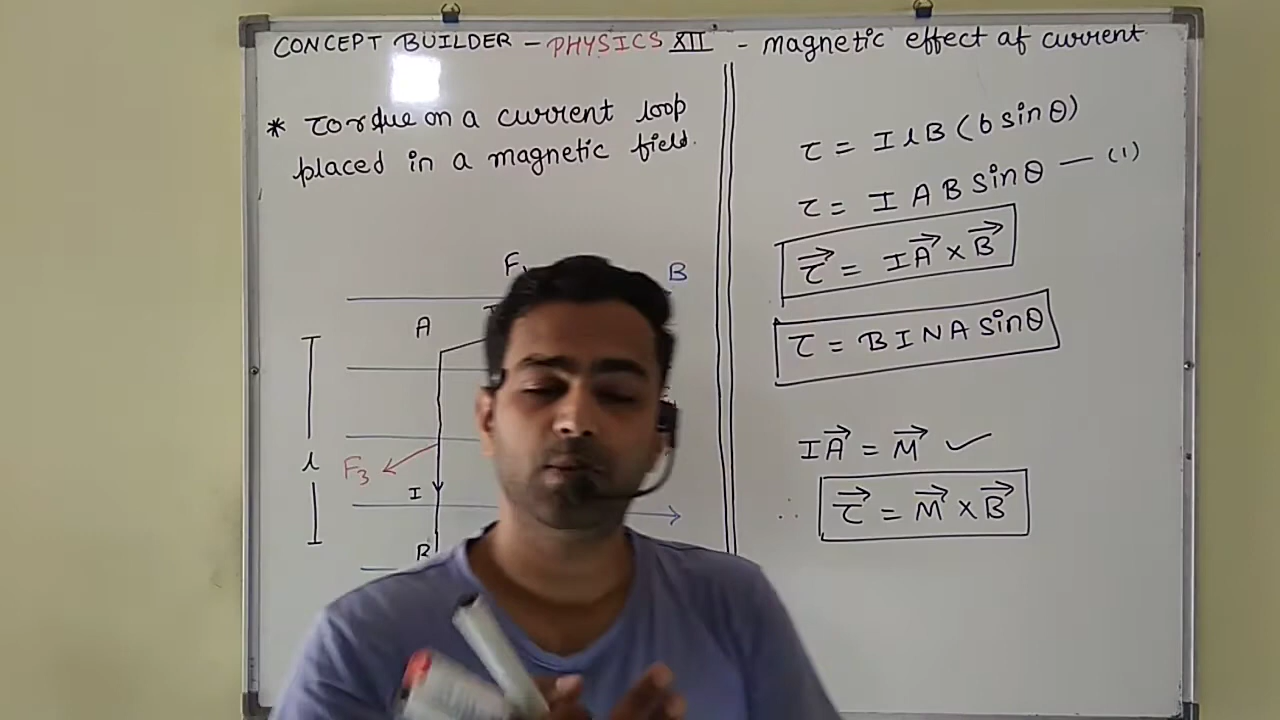 CONCEPT BUILDER - PHYSICS XII - magnetic effect of current
* Torque on a current loop
placed in a magnetic field.
B
A
l
F₃
I
τ = I l B (b sin θ)
τ = I A B sin θ — (1)
τ⃗ = I A⃗ × B⃗
τ = B I N A sin θ
I A⃗ = M⃗ ✓
∴ τ⃗ = M⃗ × B⃗